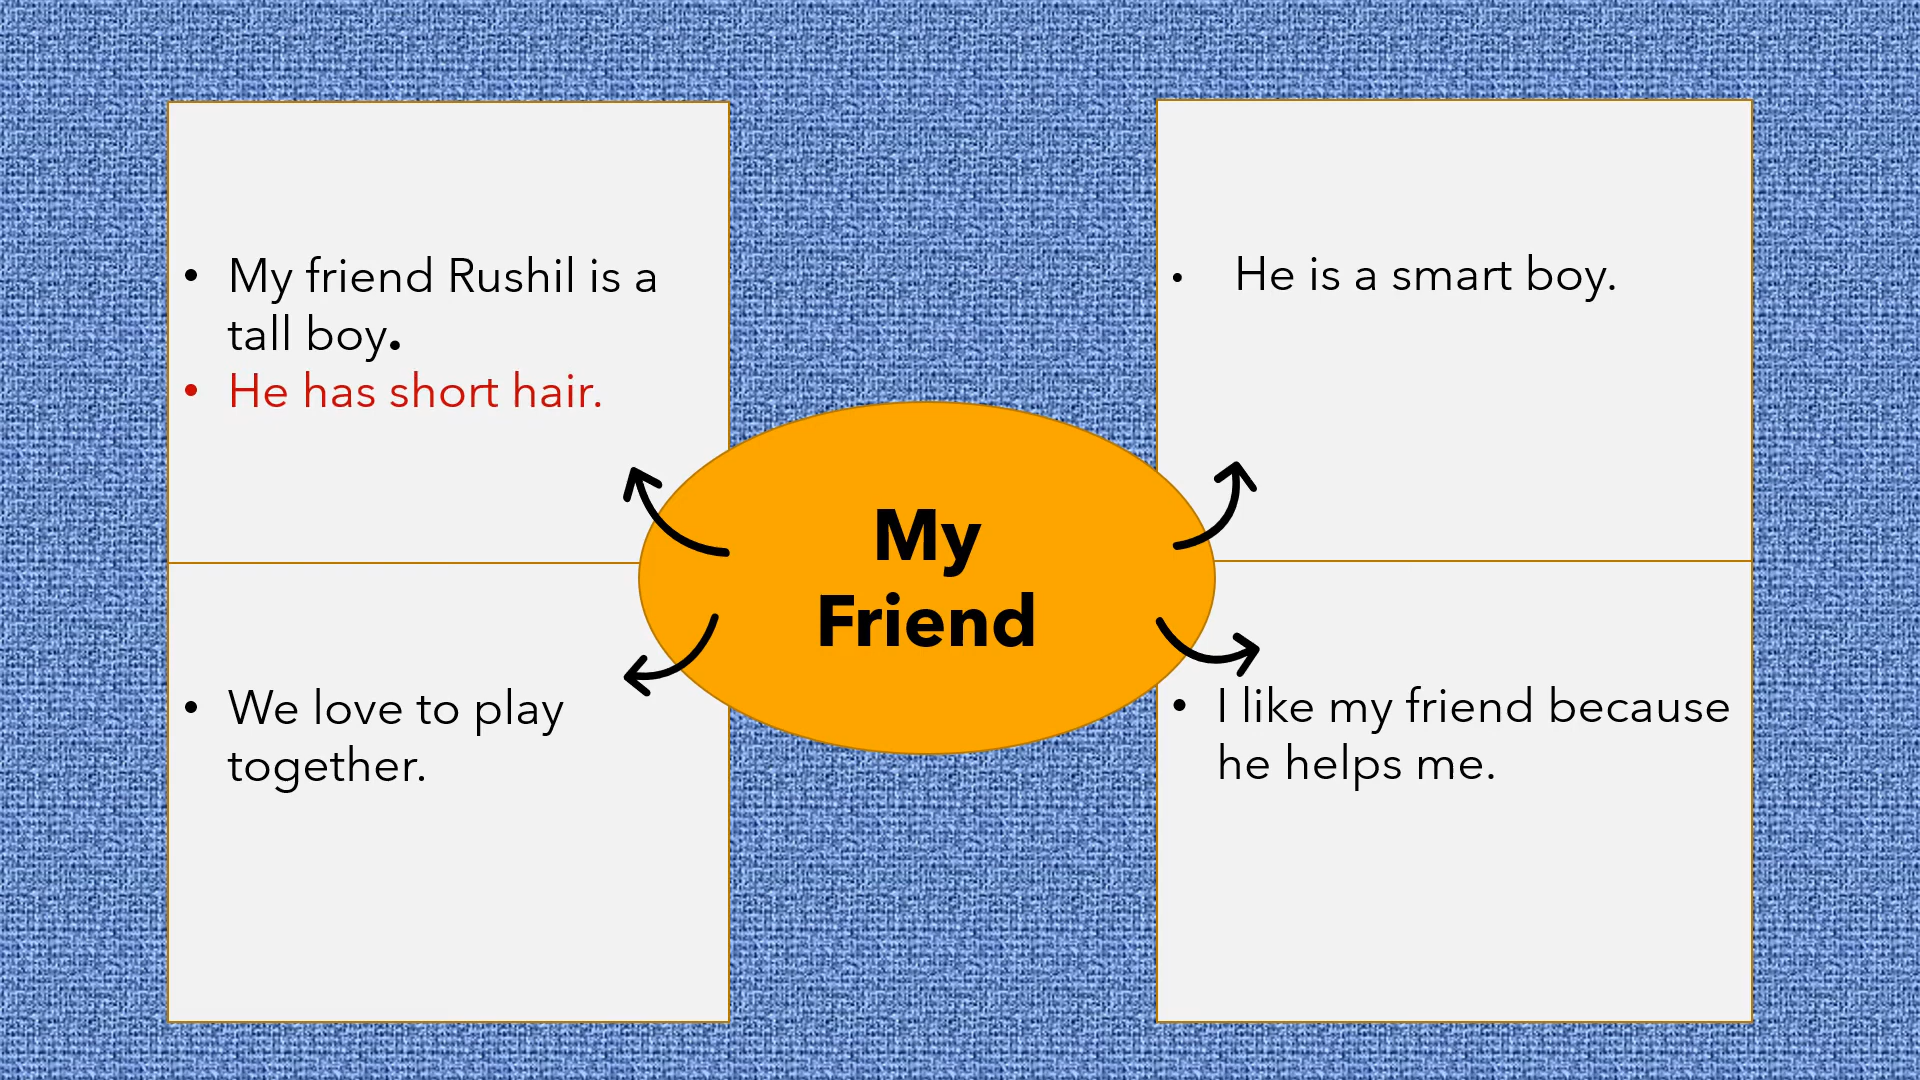 • My friend Rushil is a
tall boy.
• He has short hair.
• He is a smart boy.
My
Friend
• We love to play
together.
• I like my friend because
he helps me.